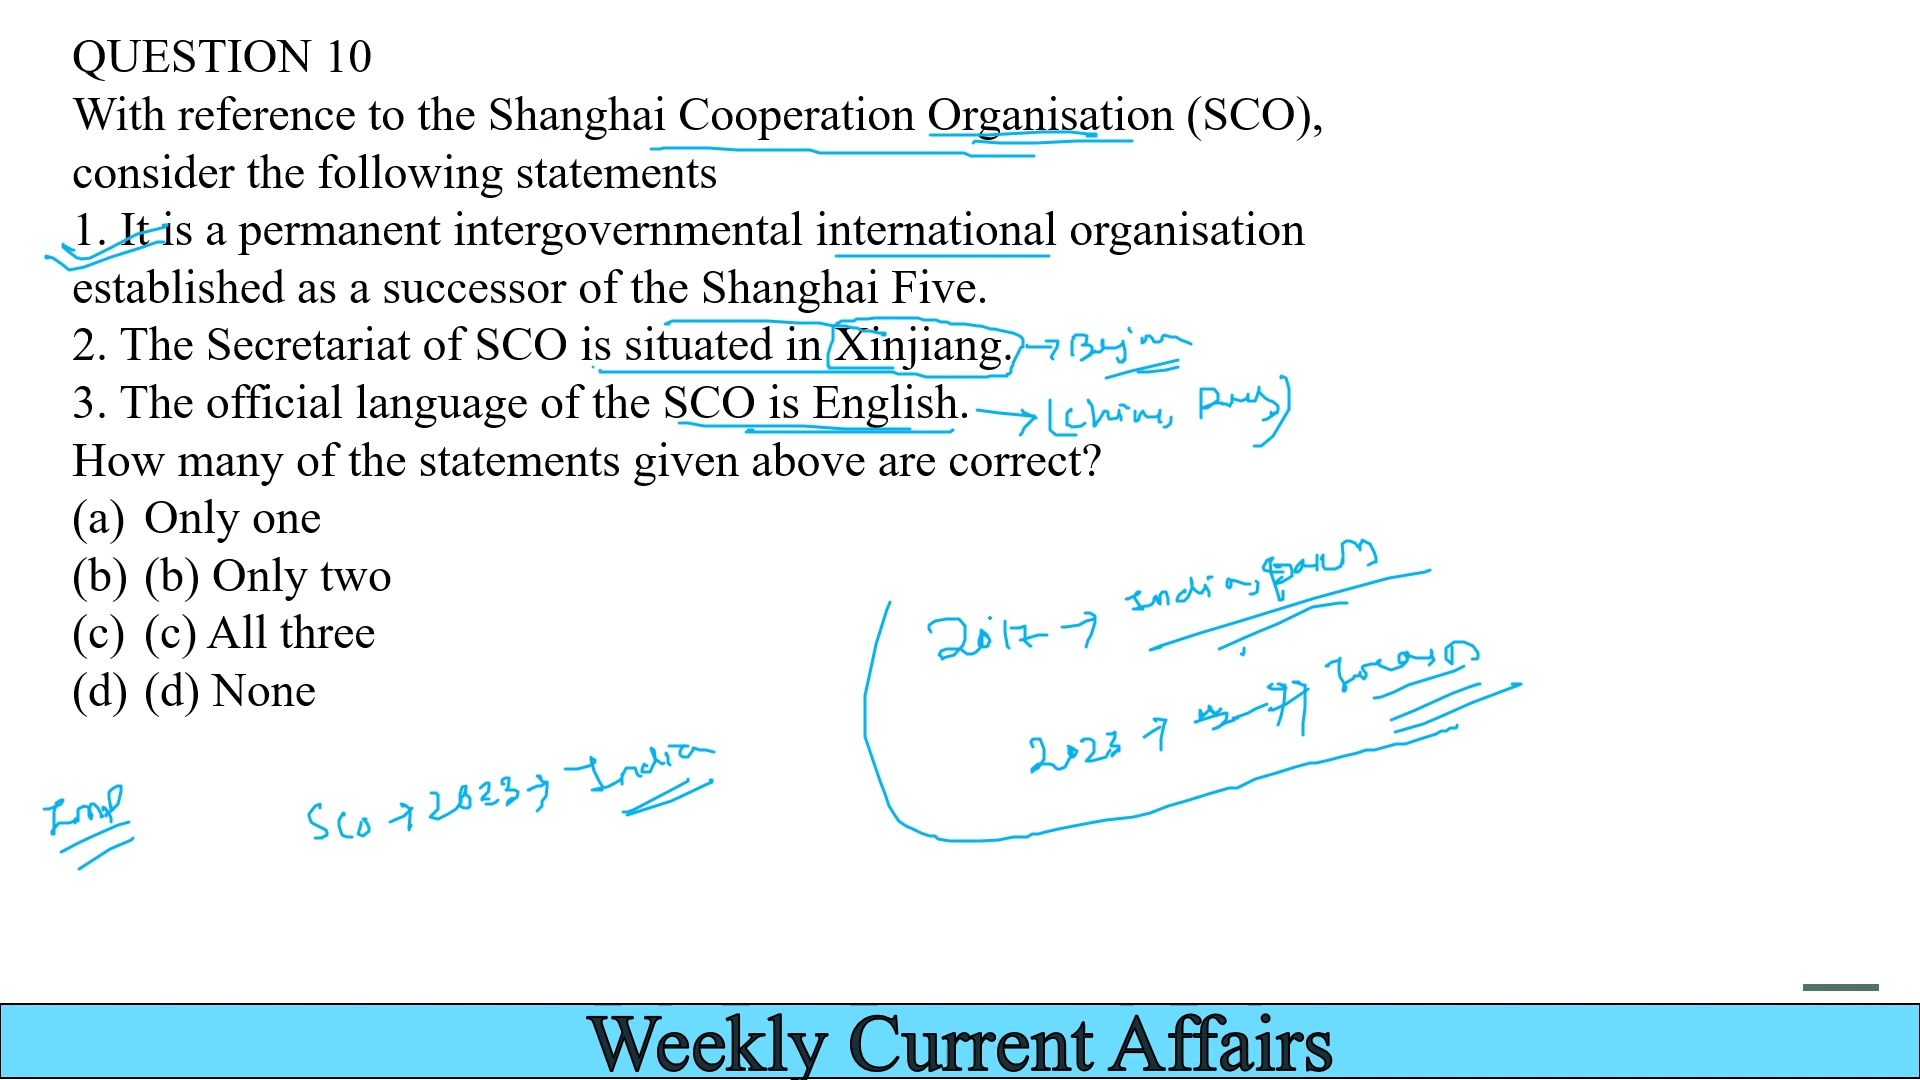 QUESTION 10
With reference to the Shanghai Cooperation Organisation (SCO),
consider the following statements
1. It is a permanent intergovernmental international organisation
established as a successor of the Shanghai Five.
2. The Secretariat of SCO is situated in Xinjiang. →
3. The official language of the SCO is English. →
How many of the statements given above are correct?
(a) Only one
(b) (b) Only two
(c) (c) All three
(d) (d) None
2017 → India,
2023 →
SCO → 2023 → India
Imp
Weekly Current Affairs